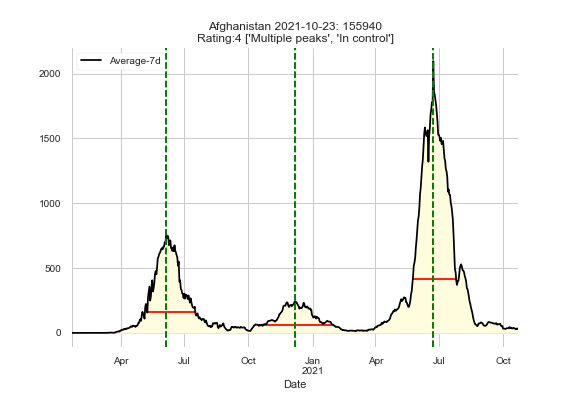 Afghanistan 2021-10-23: 155940
Rating:4 ['Multiple peaks', 'In control']
Average-7d
2000
1500
1000
500
0
Apr Jul Oct Jan Apr Jul Oct
2021
Date